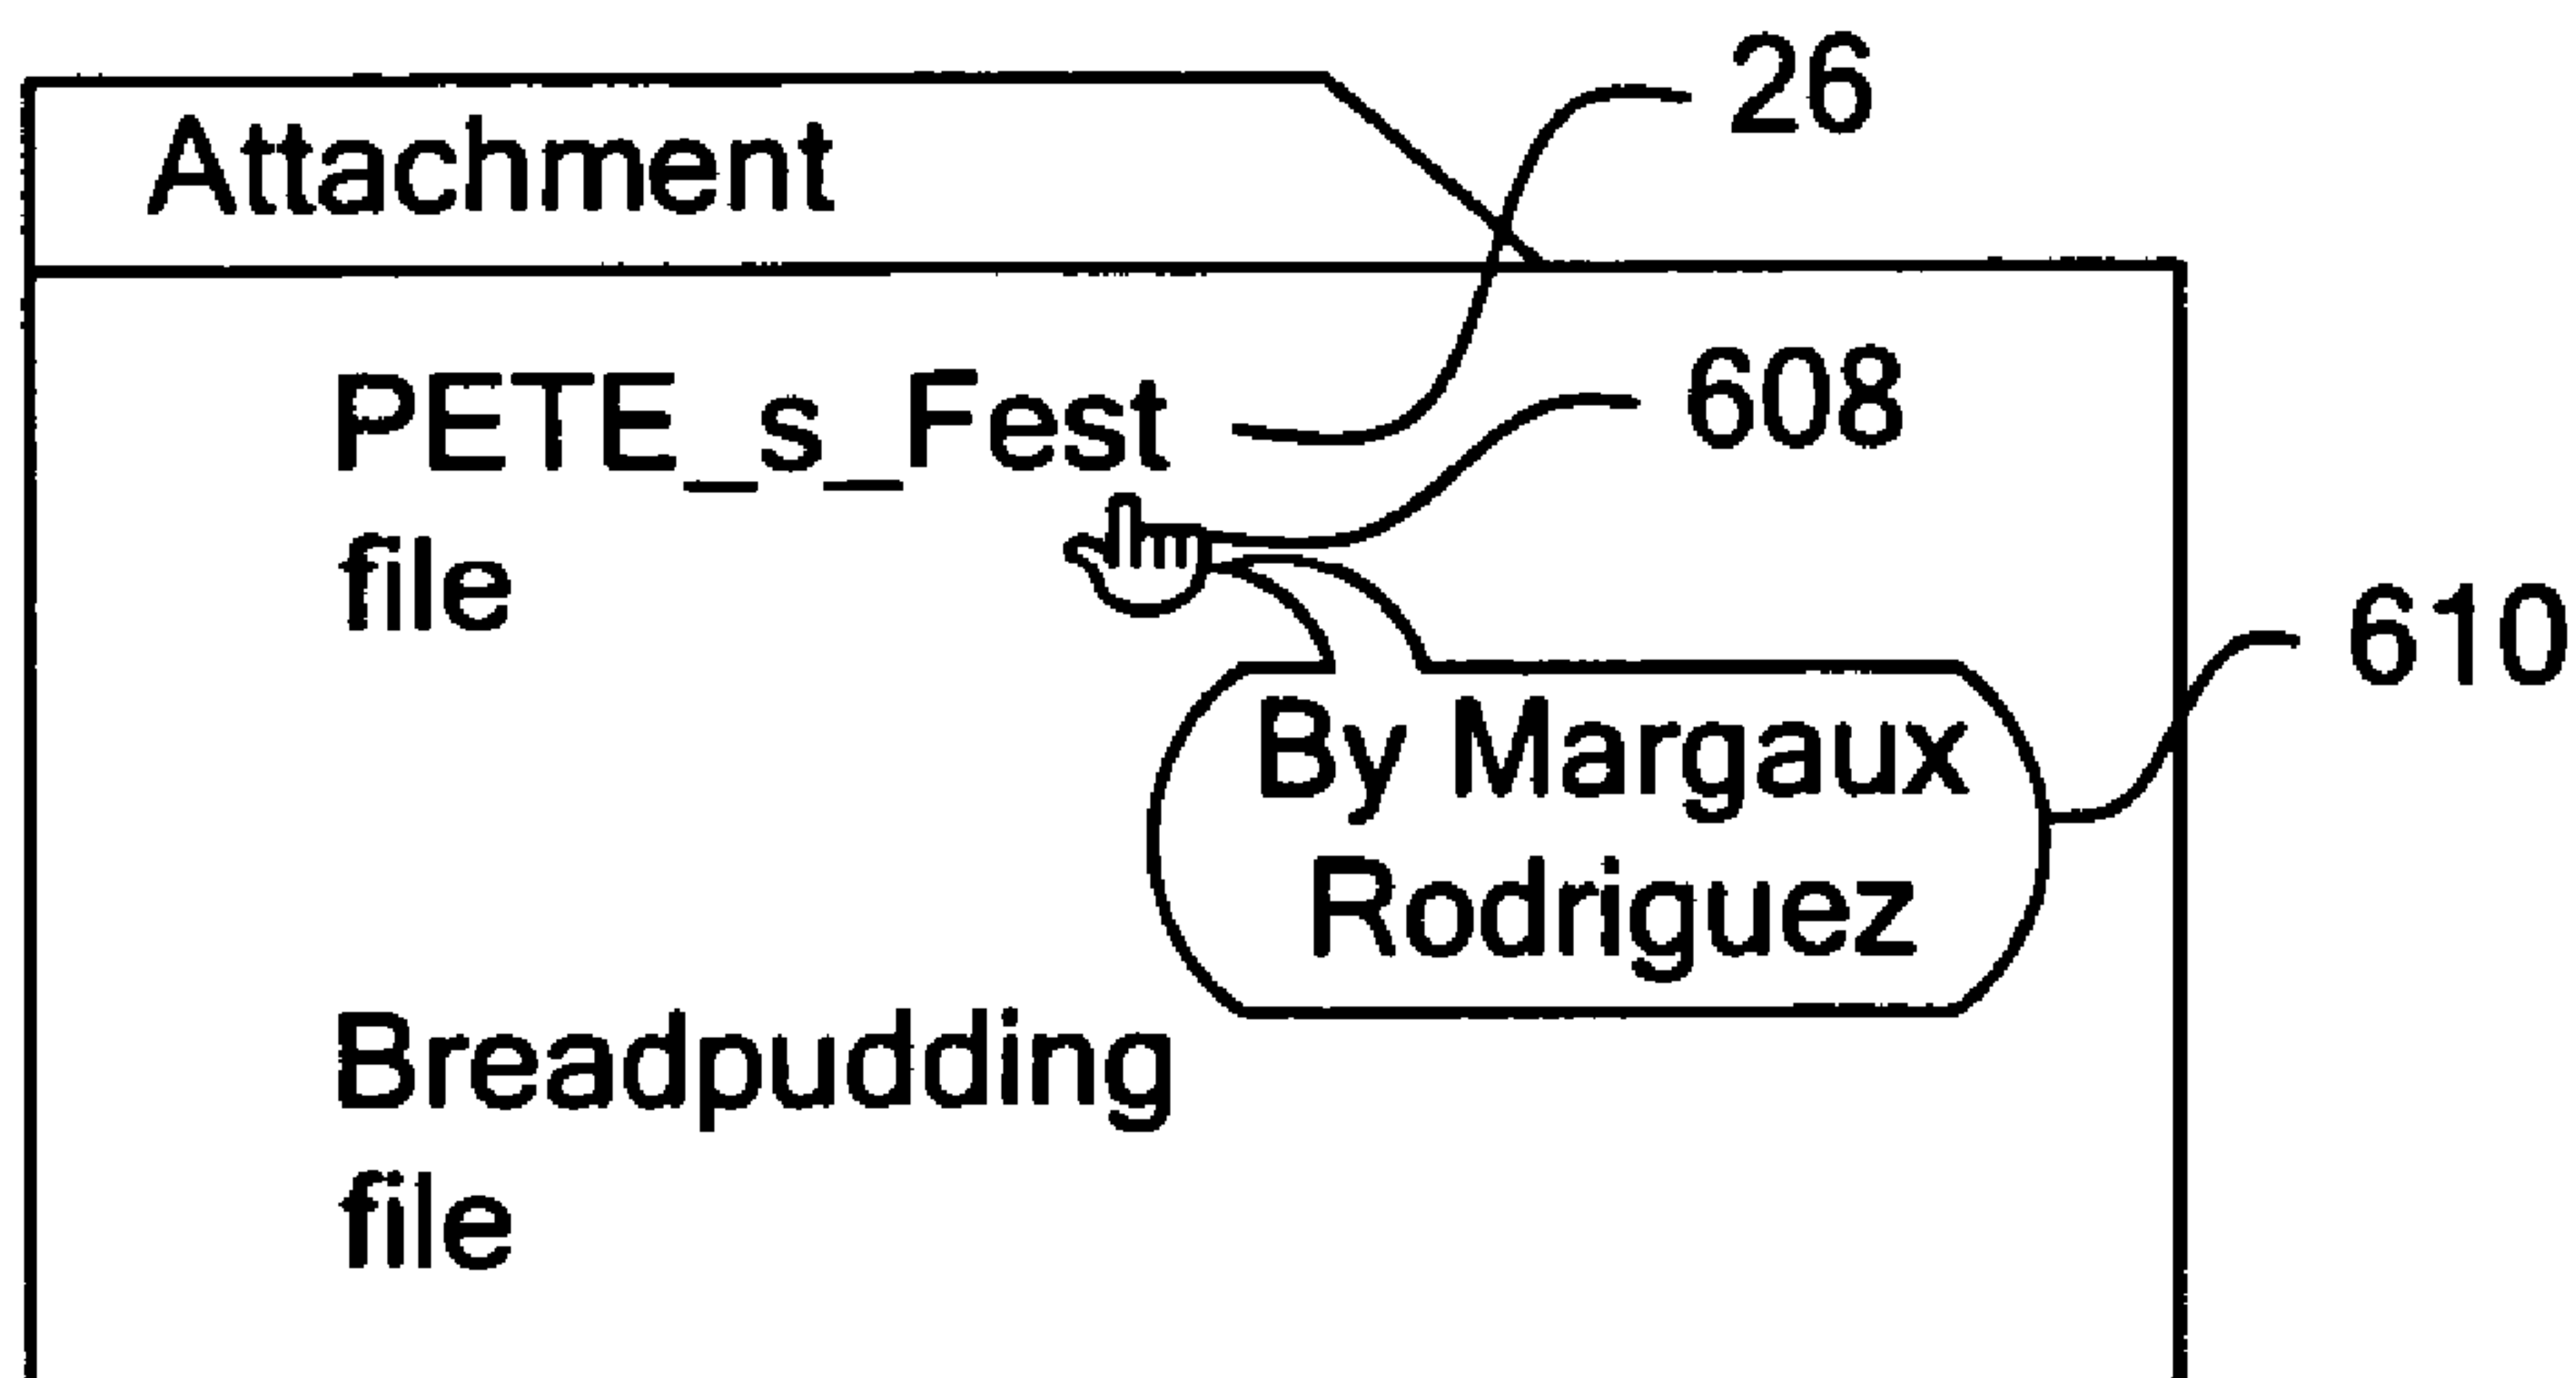 26
Attachment
PETE_s_Fest
608
file
610
By Margaux
Rodriguez
Breadpudding
file